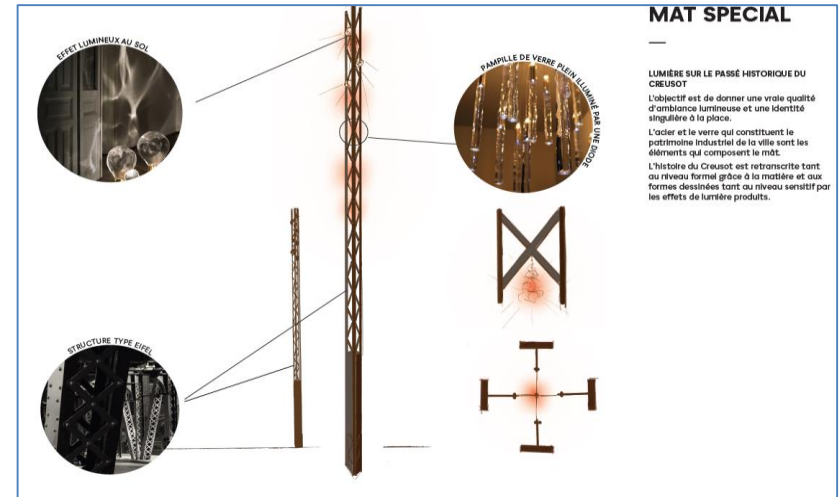 MAT SPECIAL
LUMIÈRE SUR LE PASSÉ HISTORIQUE DU
CREUSOT
L'objectif est de donner une vraie qualité
d'ambiance lumineuse et une identité
singulière à la place.
L'acier et le verre qui constituent le
patrimoine industriel de la ville sont les
éléments qui composent le mât.
L'histoire du Creusot est retranscrite tant
au niveau formel grâce à la matière et aux
formes dessinées tant au niveau sensitif par
les effets de lumière produits.
EFFET LUMINEUX AU SOL
PAMPILLE DE VERRE PLEIN ILLUMINÉ PAR UNE DIODE
STRUCTURE TYPE EIFEL